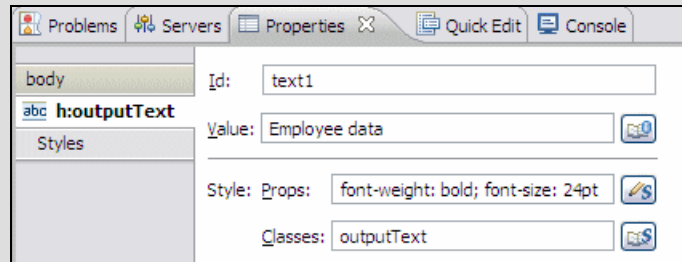 Problems Servers Properties Quick Edit Console
body
abc h:outputText
Styles
Id: text1
Value: Employee data
Style: Props: font-weight: bold; font-size: 24pt
Classes: outputText